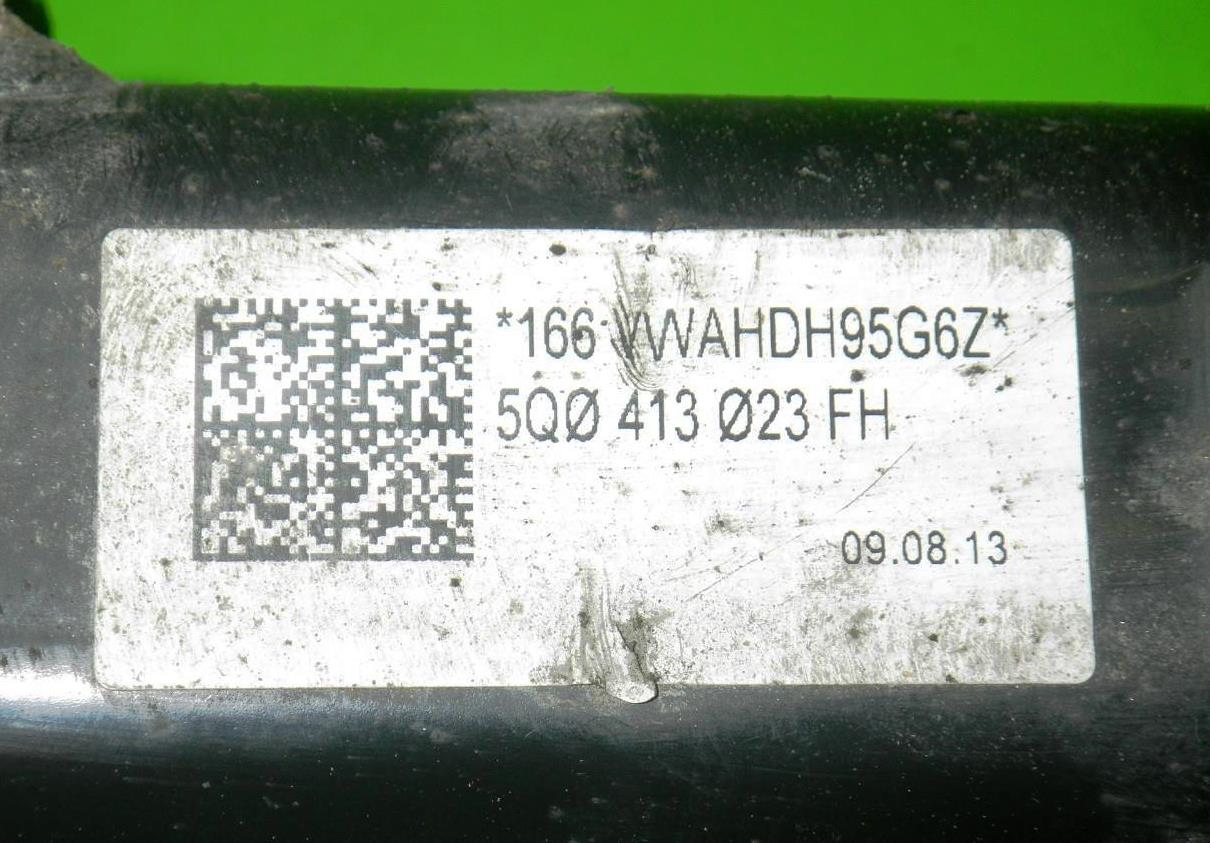 *166 VWAHDH95G6Z*
5QØ 413 Ø23 FH
09.08.13